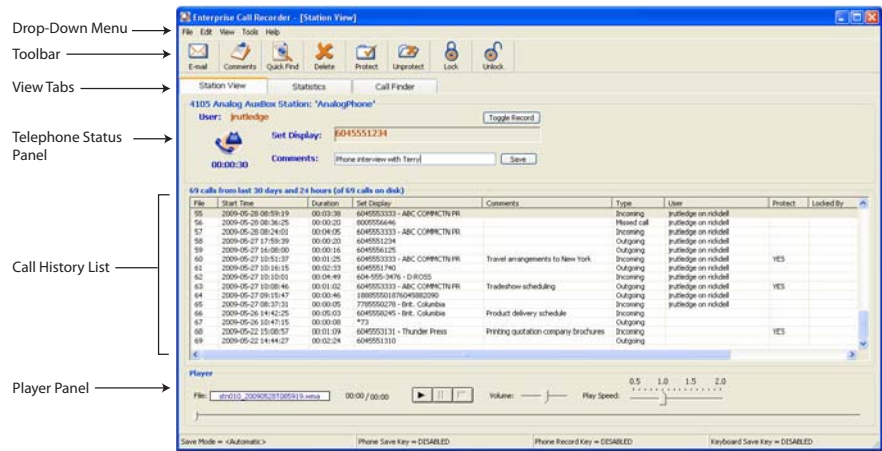 Enterprise Call Recorder - [Station View]
Drop-Down Menu
File Edit View Tools Help
Toolbar
E-mail Comments Quick Find Delete Protect Unprotect Lock Unlock
View Tabs
Station View Statistics Call Finder
4105 Analog AuxBox Station: 'AnalogPhone'
User: jrutledge
Toggle Record
Telephone Status
Panel
Set Display: 6045551234
Comments: Phone interview with Terry Save
00:00:30
69 calls from last 30 days and 24 hours (of 69 calls on disk)
File Start Time Duration Set Display Comments Type User Protect Locked By
55 2009-05-28 08:59:19 00:03:38 6045553333 - ABC COMMCTN PR Incoming jrutledge on rickdell
56 2009-05-28 08:36:25 00:00:20 8005556646 Missed call jrutledge on rickdell
57 2009-05-28 08:24:01 00:04:05 6045553333 - ABC COMMCTN PR Incoming jrutledge on rickdell
58 2009-05-27 17:59:39 00:00:20 6045551234 Outgoing jrutledge on rickdell
59 2009-05-27 16:08:00 00:00:16 6045556125 Outgoing jrutledge on rickdell
60 2009-05-27 10:51:37 00:01:25 6045553333 - ABC COMMCTN PR Travel arrangements to New York Incoming jrutledge on rickdell YES
Call History List
61 2009-05-27 10:16:15 00:02:33 6045551740 Outgoing jrutledge on rickdell
62 2009-05-27 10:10:01 00:04:49 604-555-3476 - D ROSS Incoming jrutledge on rickdell
63 2009-05-27 10:08:46 00:01:02 6045553333 - ABC COMMCTN PR Tradeshow scheduling Outgoing jrutledge on rickdell YES
64 2009-05-27 09:15:47 00:00:46 18885550187604588​2090 Outgoing jrutledge on rickdell
65 2009-05-27 08:37:31 00:00:05 7785550278 - Brit. Columbia Incoming jrutledge on rickdell
66 2009-05-26 14:42:25 00:05:03 6045558245 - Brit. Columbia Product delivery schedule Incoming
67 2009-05-26 10:47:15 00:00:08 *73 Outgoing
68 2009-05-22 15:08:57 00:01:09 6045553131 - Thunder Press Printing quotation company brochures Incoming YES
69 2009-05-22 14:44:27 00:02:24 6045551310 Outgoing
Player Panel
Player
0.5 1.0 1.5 2.0
File: stn010_20090528T085919.wma 00:00 / 00:00 Volume: Play Speed:
Save Mode = <Automatic> Phone Save Key = DISABLED Phone Record Key = DISABLED Keyboard Save Key = DISABLED